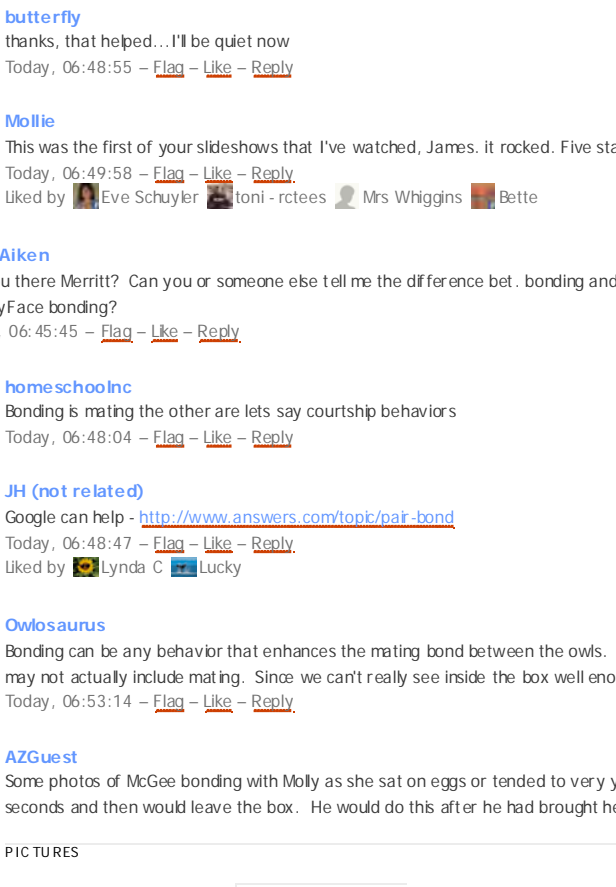 butterfly
thanks, that helped...I'll be quiet now
Today, 06:48:55 – Flag – Like – Reply
Mollie
This was the first of your slideshows that I've watched, James. it rocked. Five sta
Today, 06:49:58 – Flag – Like – Reply
Liked by Eve Schuyler toni - rctees Mrs Whiggins Bette
Aiken
u there Merritt? Can you or someone else tell me the difference bet. bonding and
yFace bonding?
, 06:45:45 – Flag – Like – Reply
homeschoolnc
Bonding is mating the other are lets say courtship behaviors
Today, 06:48:04 – Flag – Like – Reply
JH (not related)
Google can help - http://www.answers.com/topic/pair-bond
Today, 06:48:47 – Flag – Like – Reply
Liked by Lynda C Lucky
Owlosaurus
Bonding can be any behavior that enhances the mating bond between the owls.
may not actually include mating. Since we can't really see inside the box well eno
Today, 06:53:14 – Flag – Like – Reply
AZGuest
Some photos of McGee bonding with Molly as she sat on eggs or tended to very y
seconds and then would leave the box. He would do this after he had brought he
PICTURES